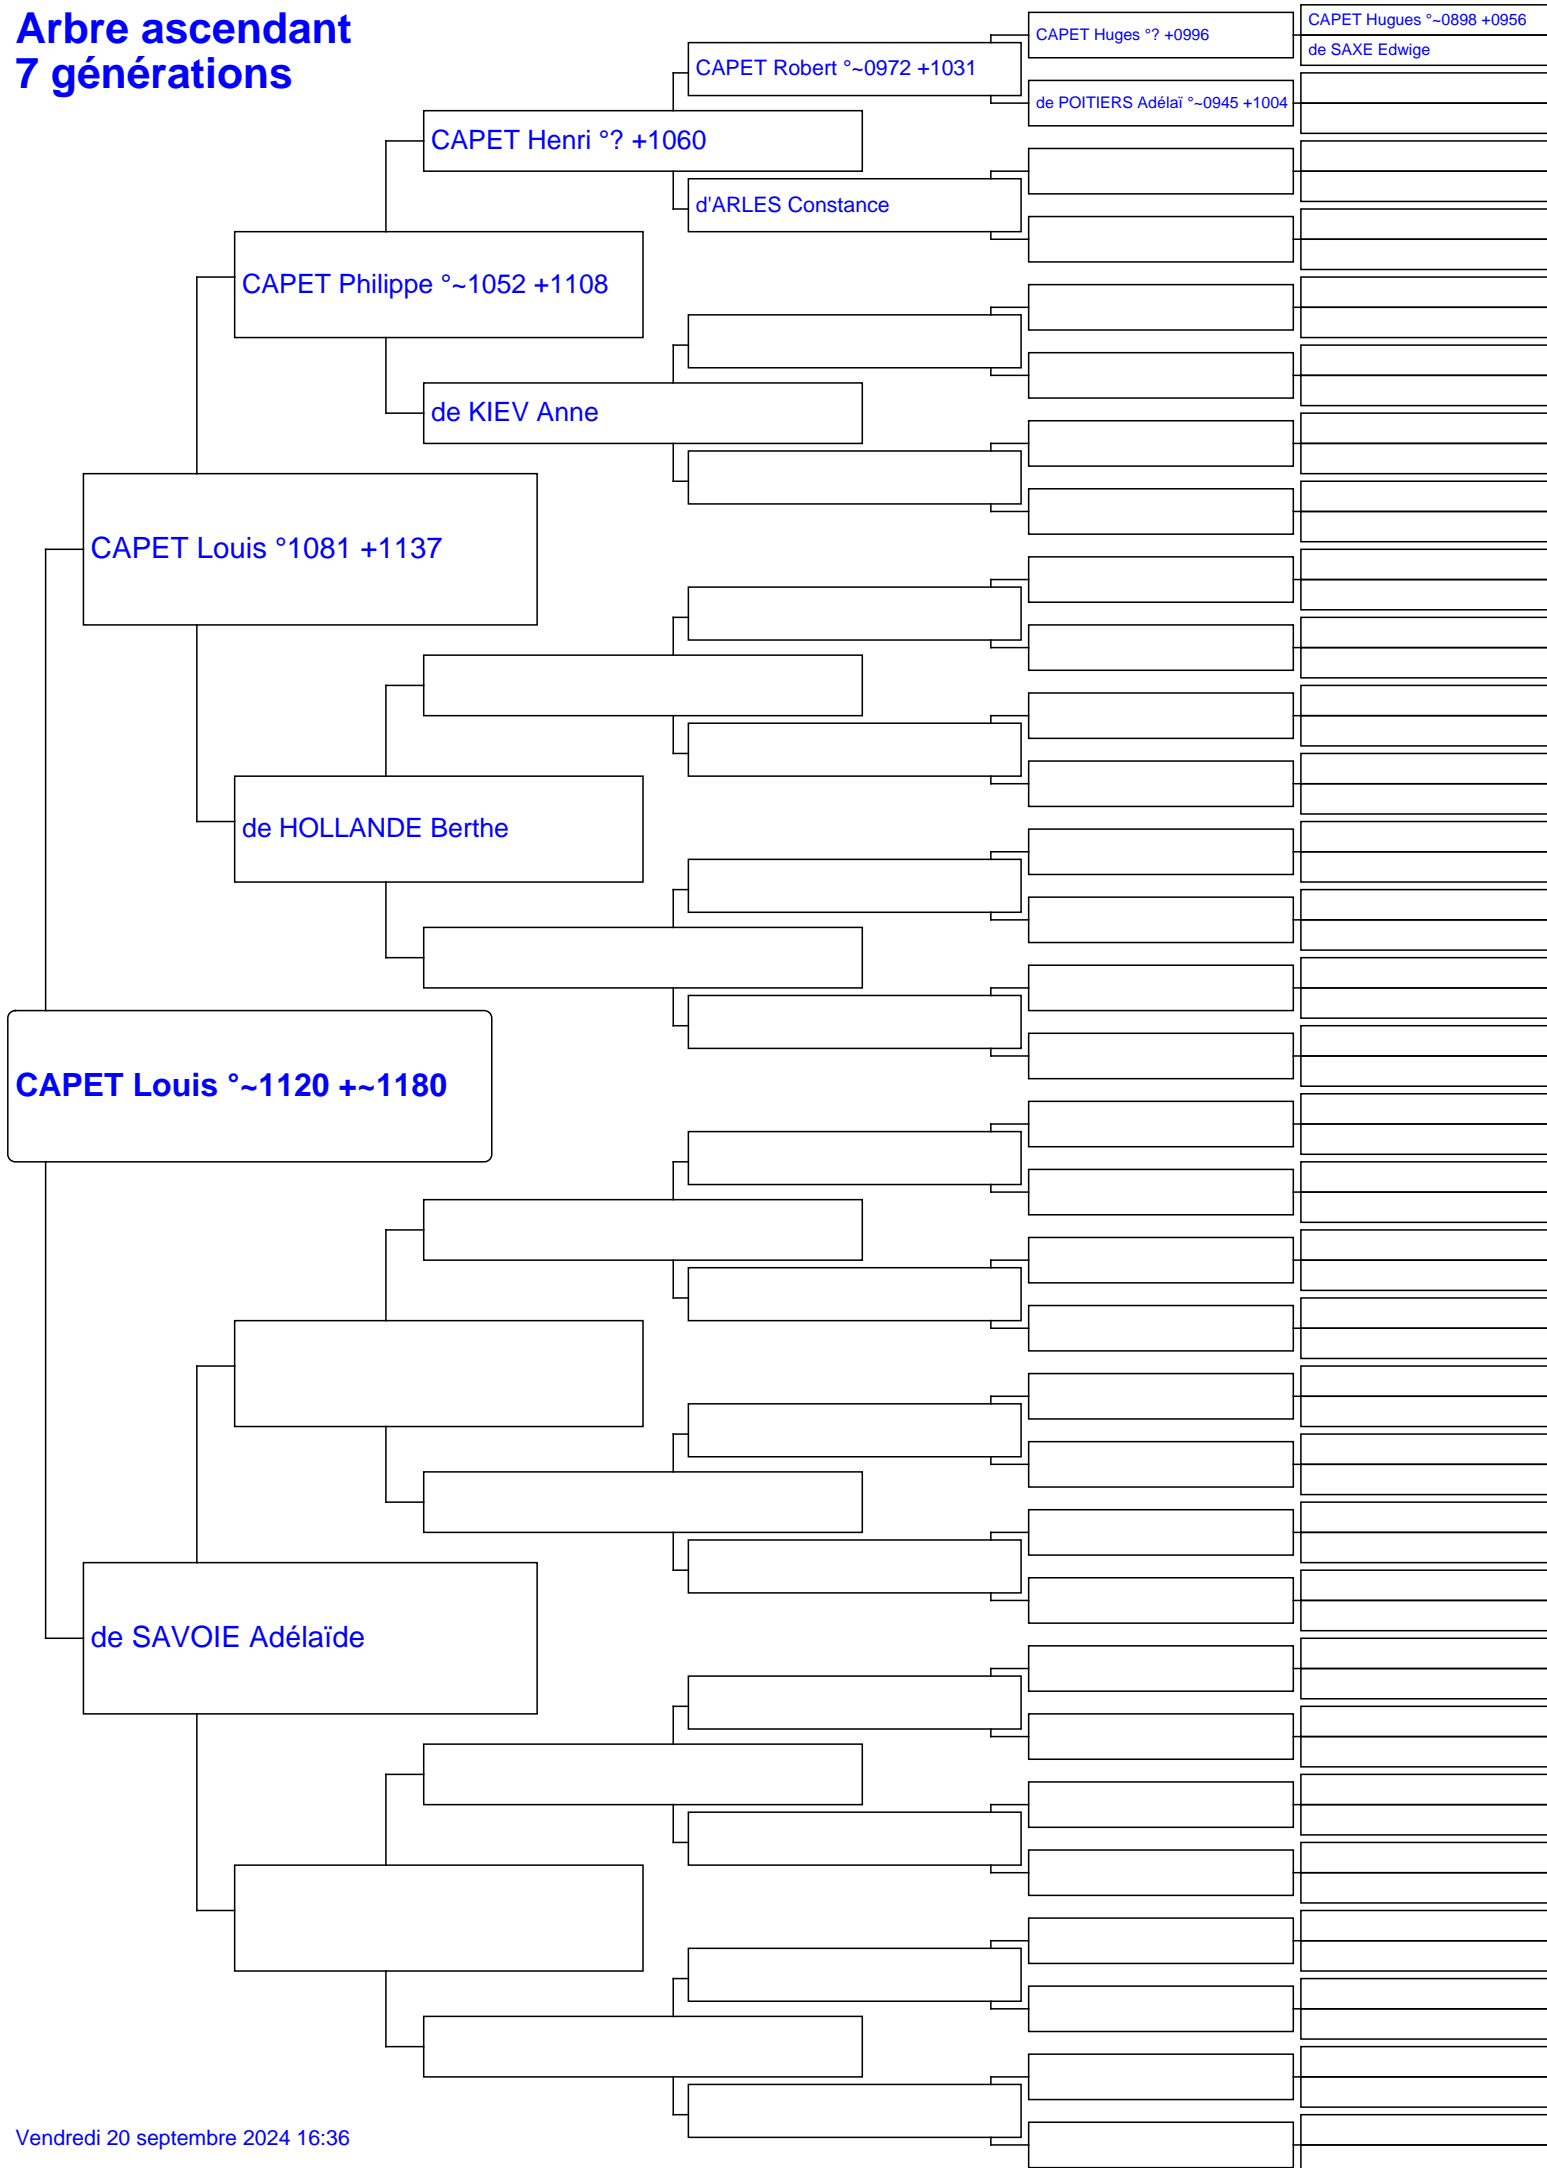 Arbre ascendant
7 générations
CAPET Huges °? +0996
CAPET Hugues °~0898 +0956
de SAXE Edwige
CAPET Robert °~0972 +1031
de POITIERS Adélaï °~0945 +1004
CAPET Henri °? +1060
d'ARLES Constance
CAPET Philippe °~1052 +1108
de KIEV Anne
CAPET Louis °1081 +1137
de HOLLANDE Berthe
CAPET Louis °~1120 +~1180
de SAVOIE Adélaïde
Vendredi 20 septembre 2024 16:36